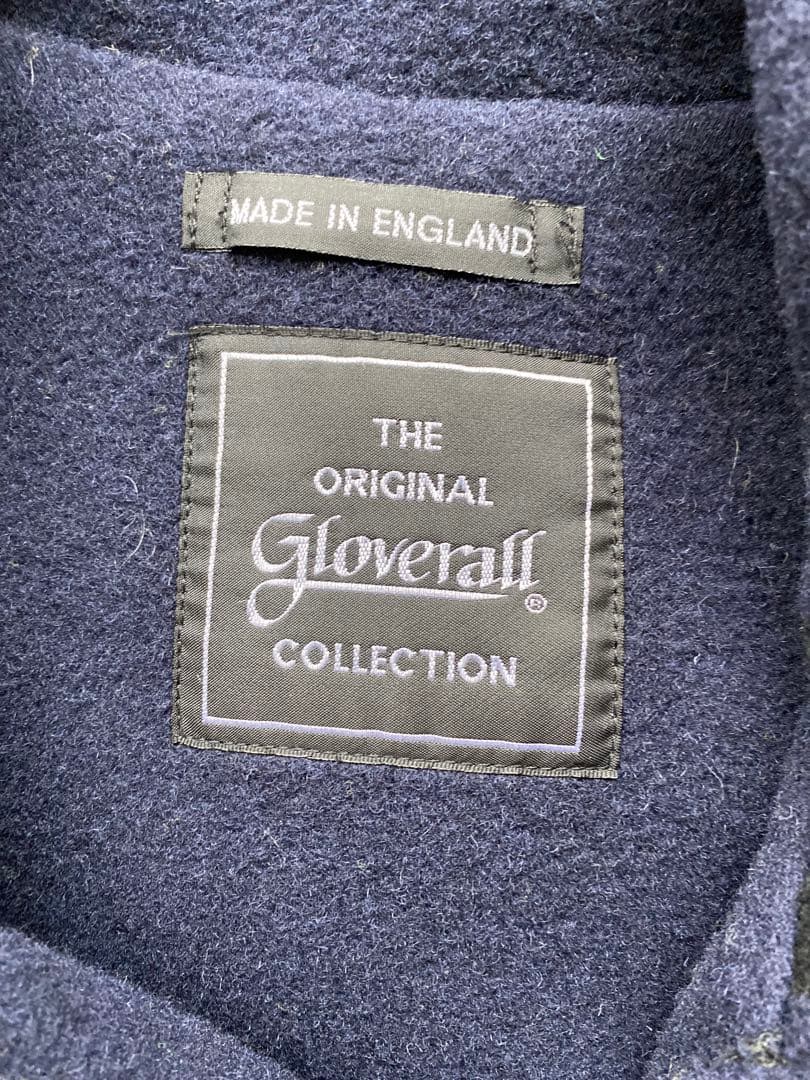 MADE IN ENGLAND
THE
ORIGINAL
Gloverall®
COLLECTION